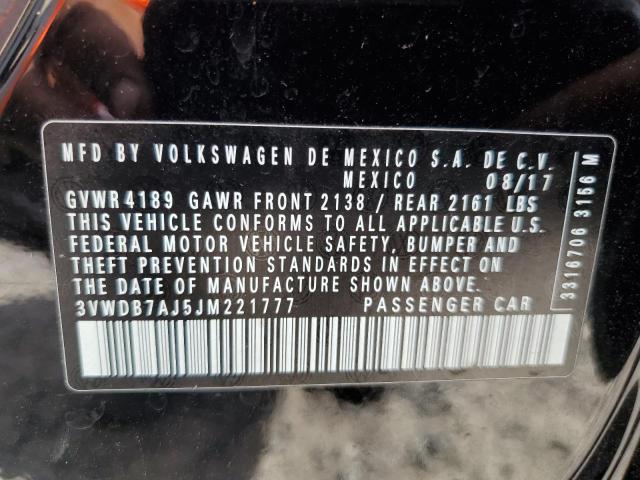 MFD BY VOLKSWAGEN DE MEXICO S.A. DE C.V.
MEXICO 08/17
GVWR 4189 GAWR FRONT 2138 / REAR 2161 LBS
THIS VEHICLE CONFORMS TO ALL APPLICABLE U.S.
FEDERAL MOTOR VEHICLE SAFETY, BUMPER AND
THEFT PREVENTION STANDARDS IN EFFECT ON
THE DATE OF MANUFACTURE SHOWN ABOVE.
3VWDB7AJ5JM221777 PASSENGER CAR
3316706 3156 M